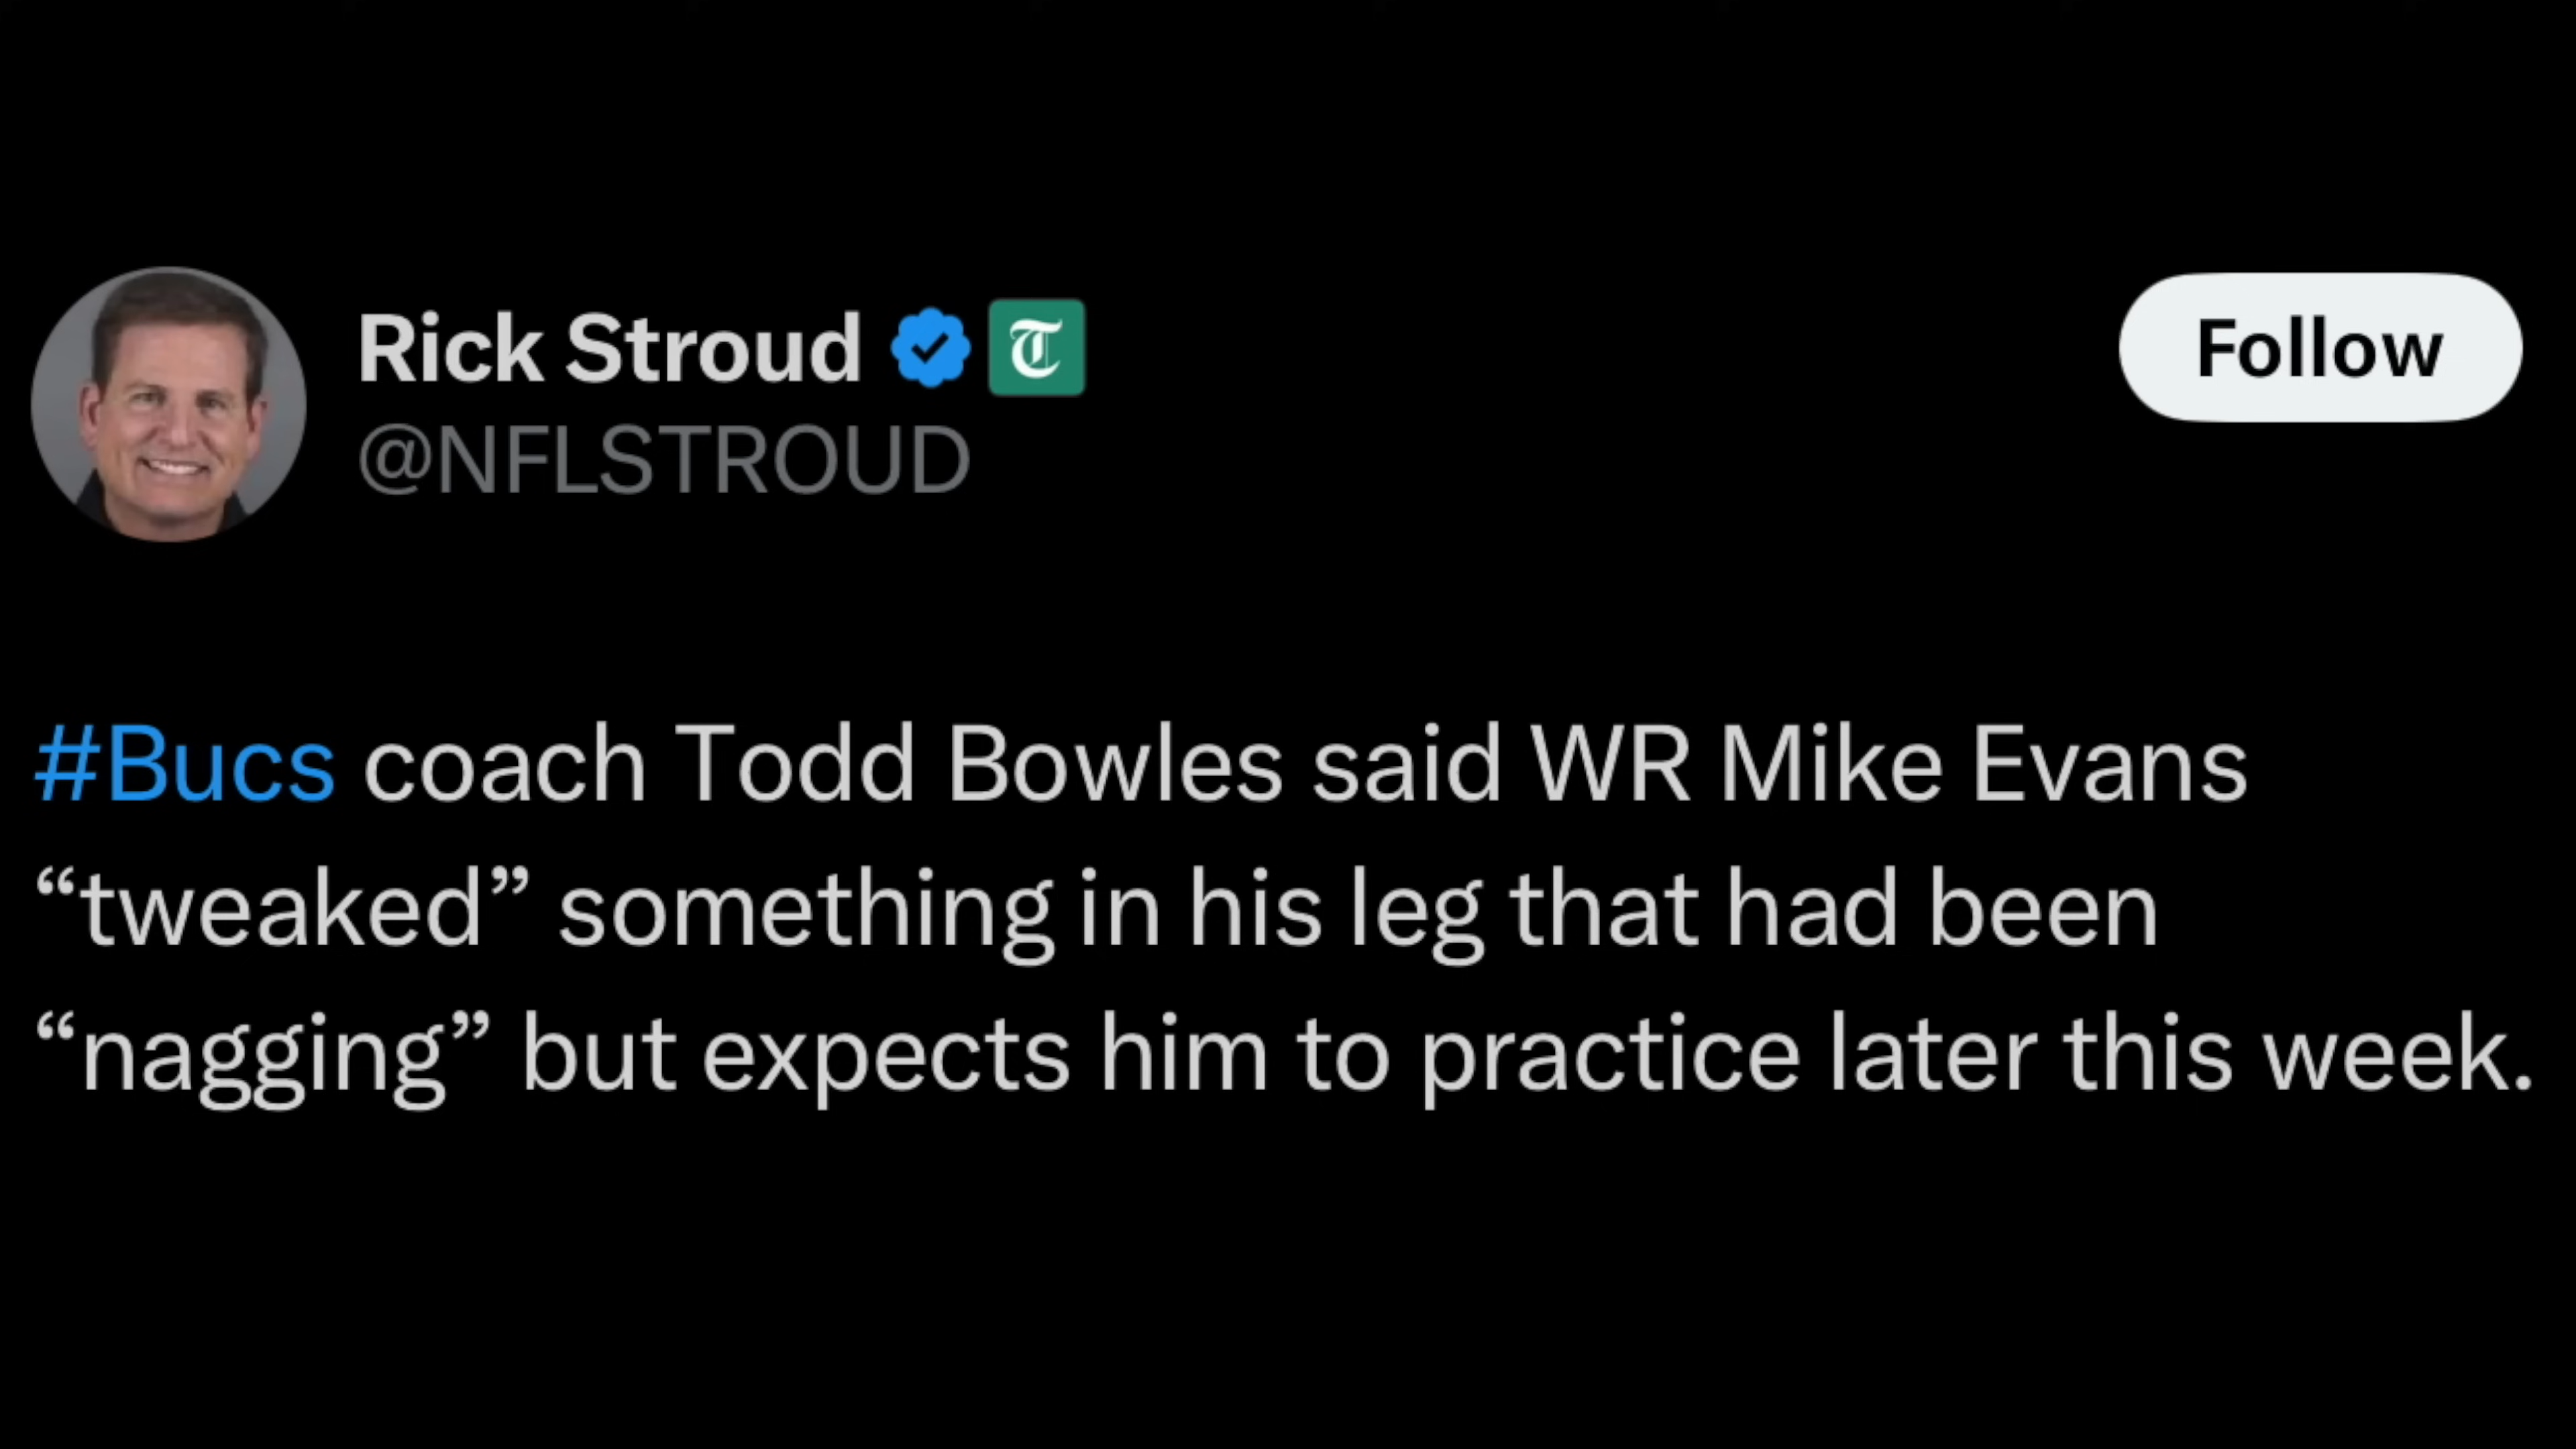 Rick Stroud
T
@NFLSTROUD
Follow
#Bucs coach Todd Bowles said WR Mike Evans
“tweaked” something in his leg that had been
“nagging” but expects him to practice later this week.